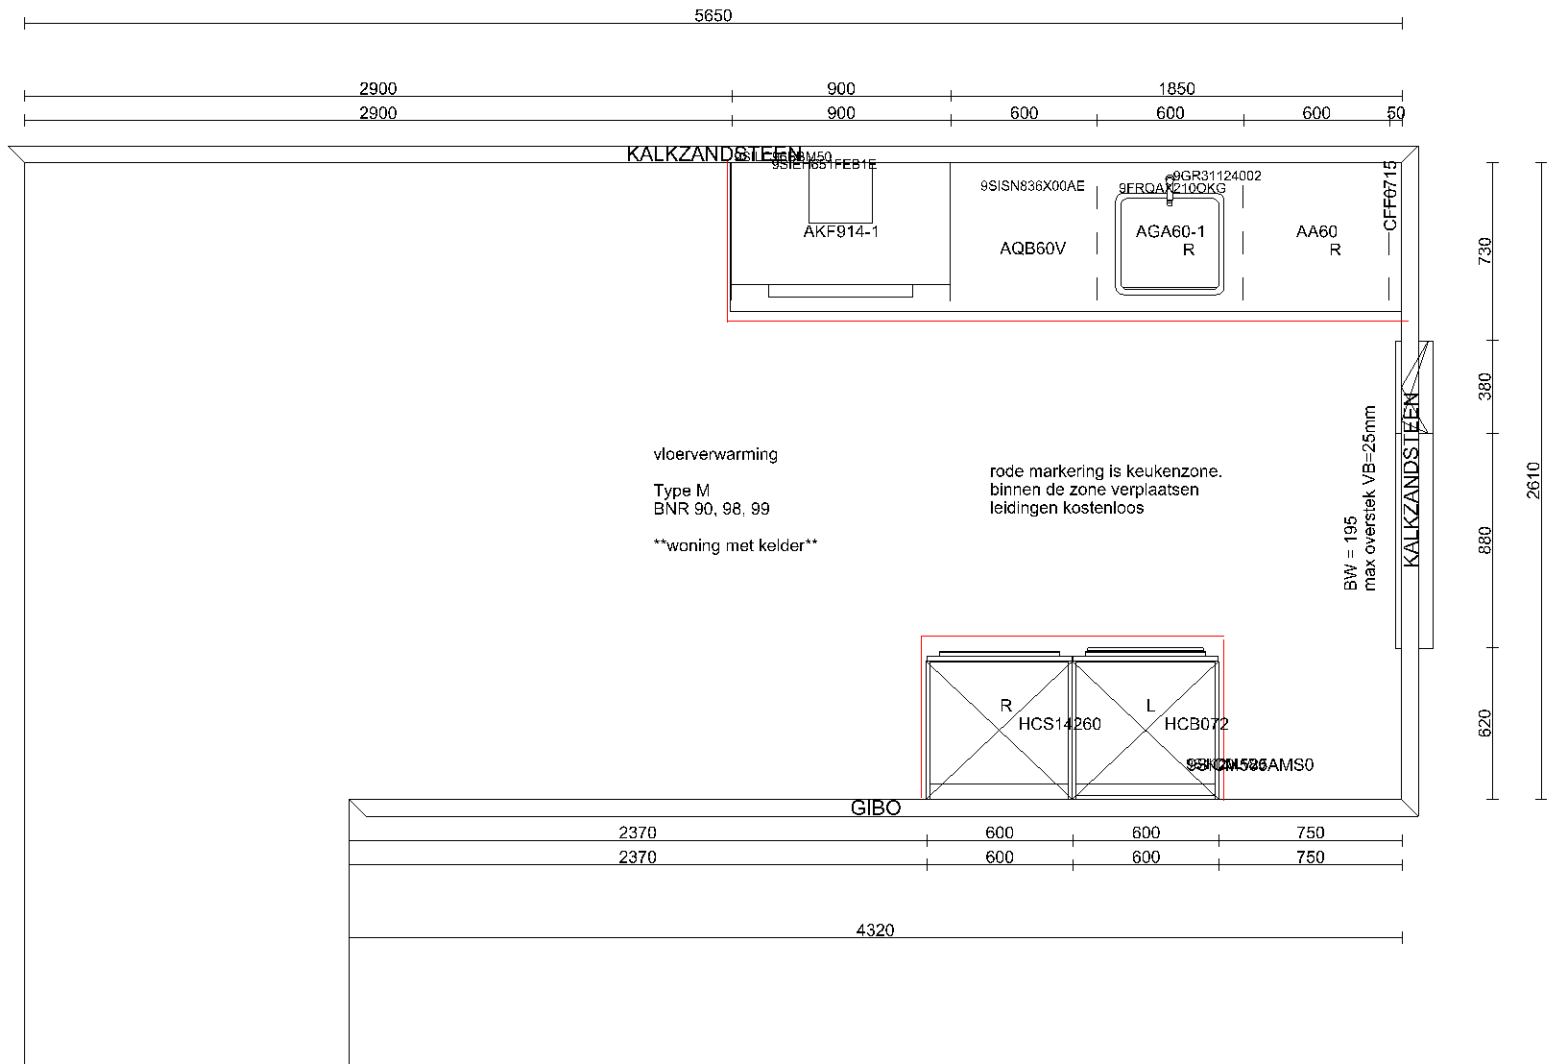 5650
2900 900 1850
2900 900 600 600 600 50
KALKZANDSTEEN
9SIEH651FEB1E
9GR31124002
9SISN836X00AE
9FRQAX210OKG
CFF0715
AKF914-1
AGA60-1
AA60
AQB60V
R
R
730
380
KALKZANDSTEEN
vloerverwarming
Type M
BNR 90, 98, 99
**woning met kelder**
rode markering is keukenzone.
binnen de zone verplaatsen
leidingen kostenloos
BW = 195
max overstek VB=25mm
2610
880
R
L
HCS14260
HCB072
620
GIBO
2370 600 600 750
2370 600 600 750
4320